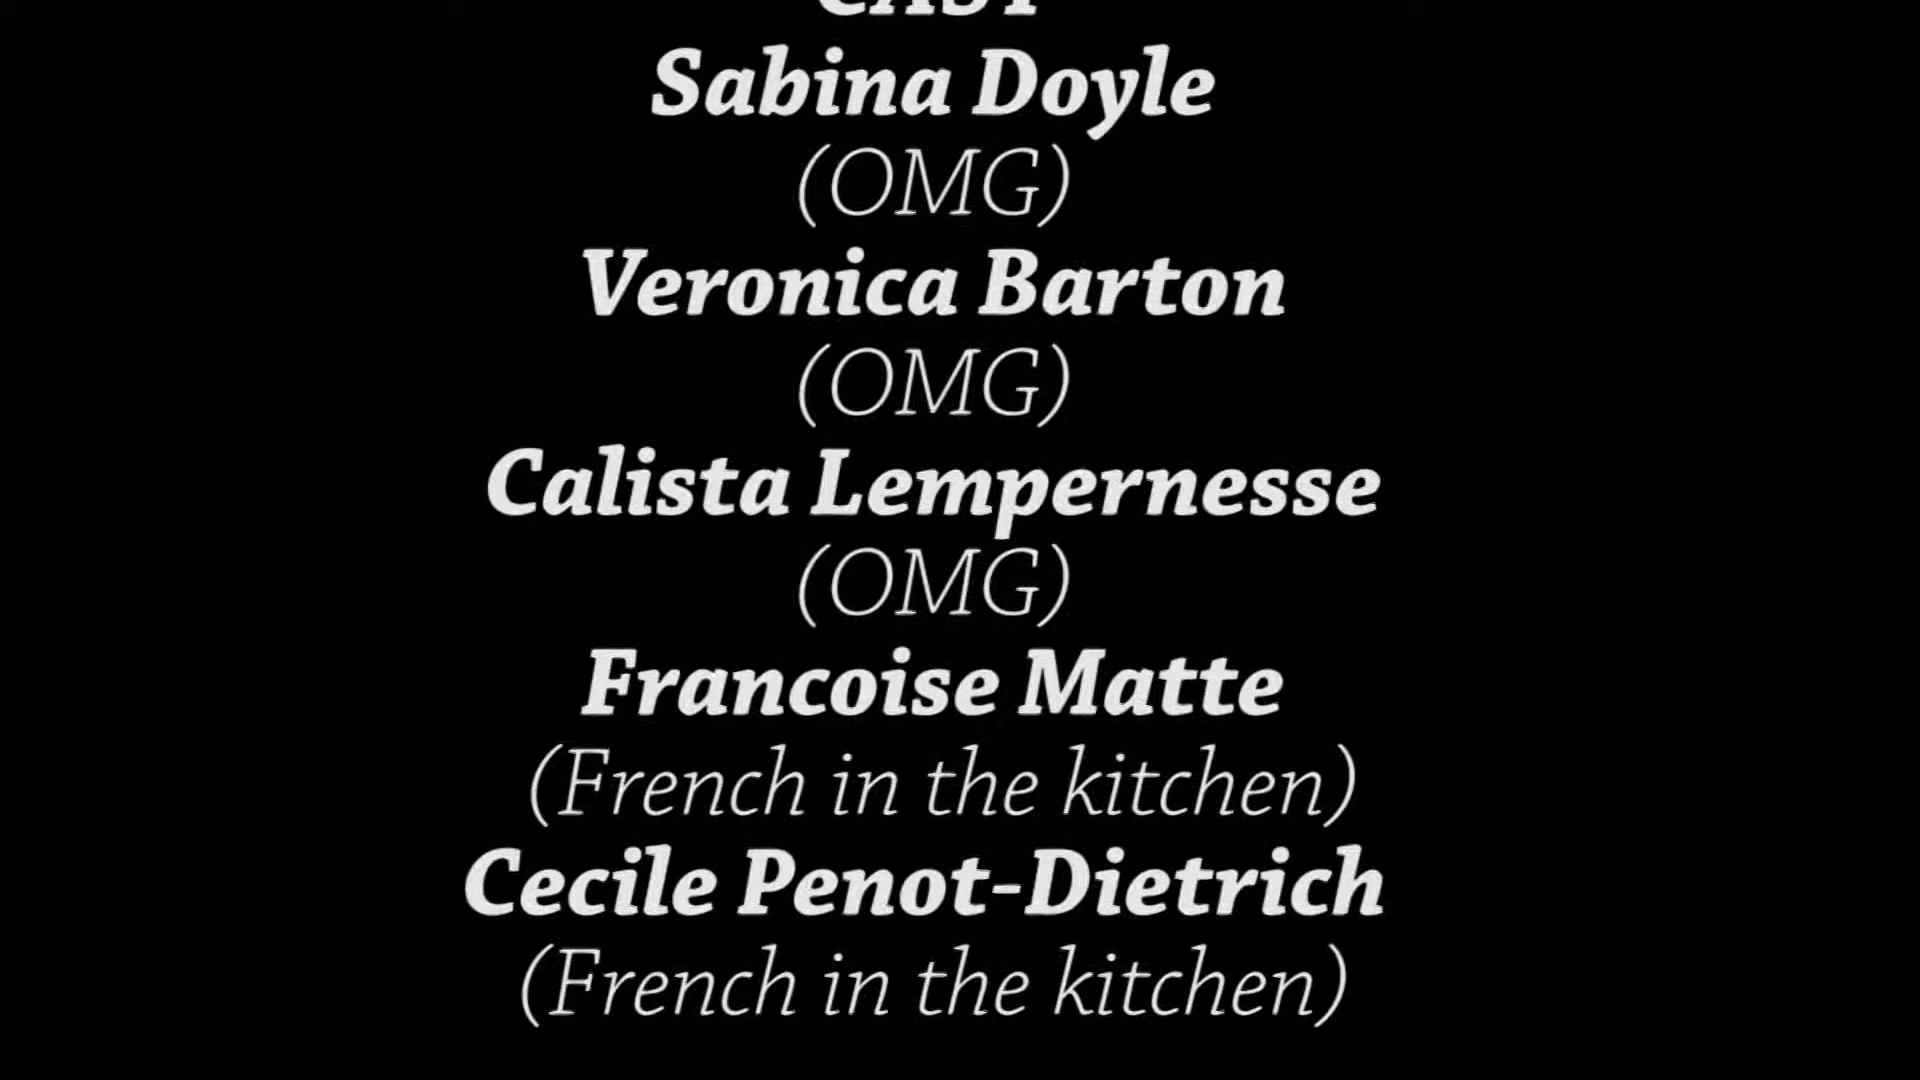 CAST
Sabina Doyle
(OMG)
Veronica Barton
(OMG)
Calista Lempernesse
(OMG)
Francoise Matte
(French in the kitchen)
Cecile Penot-Dietrich
(French in the kitchen)